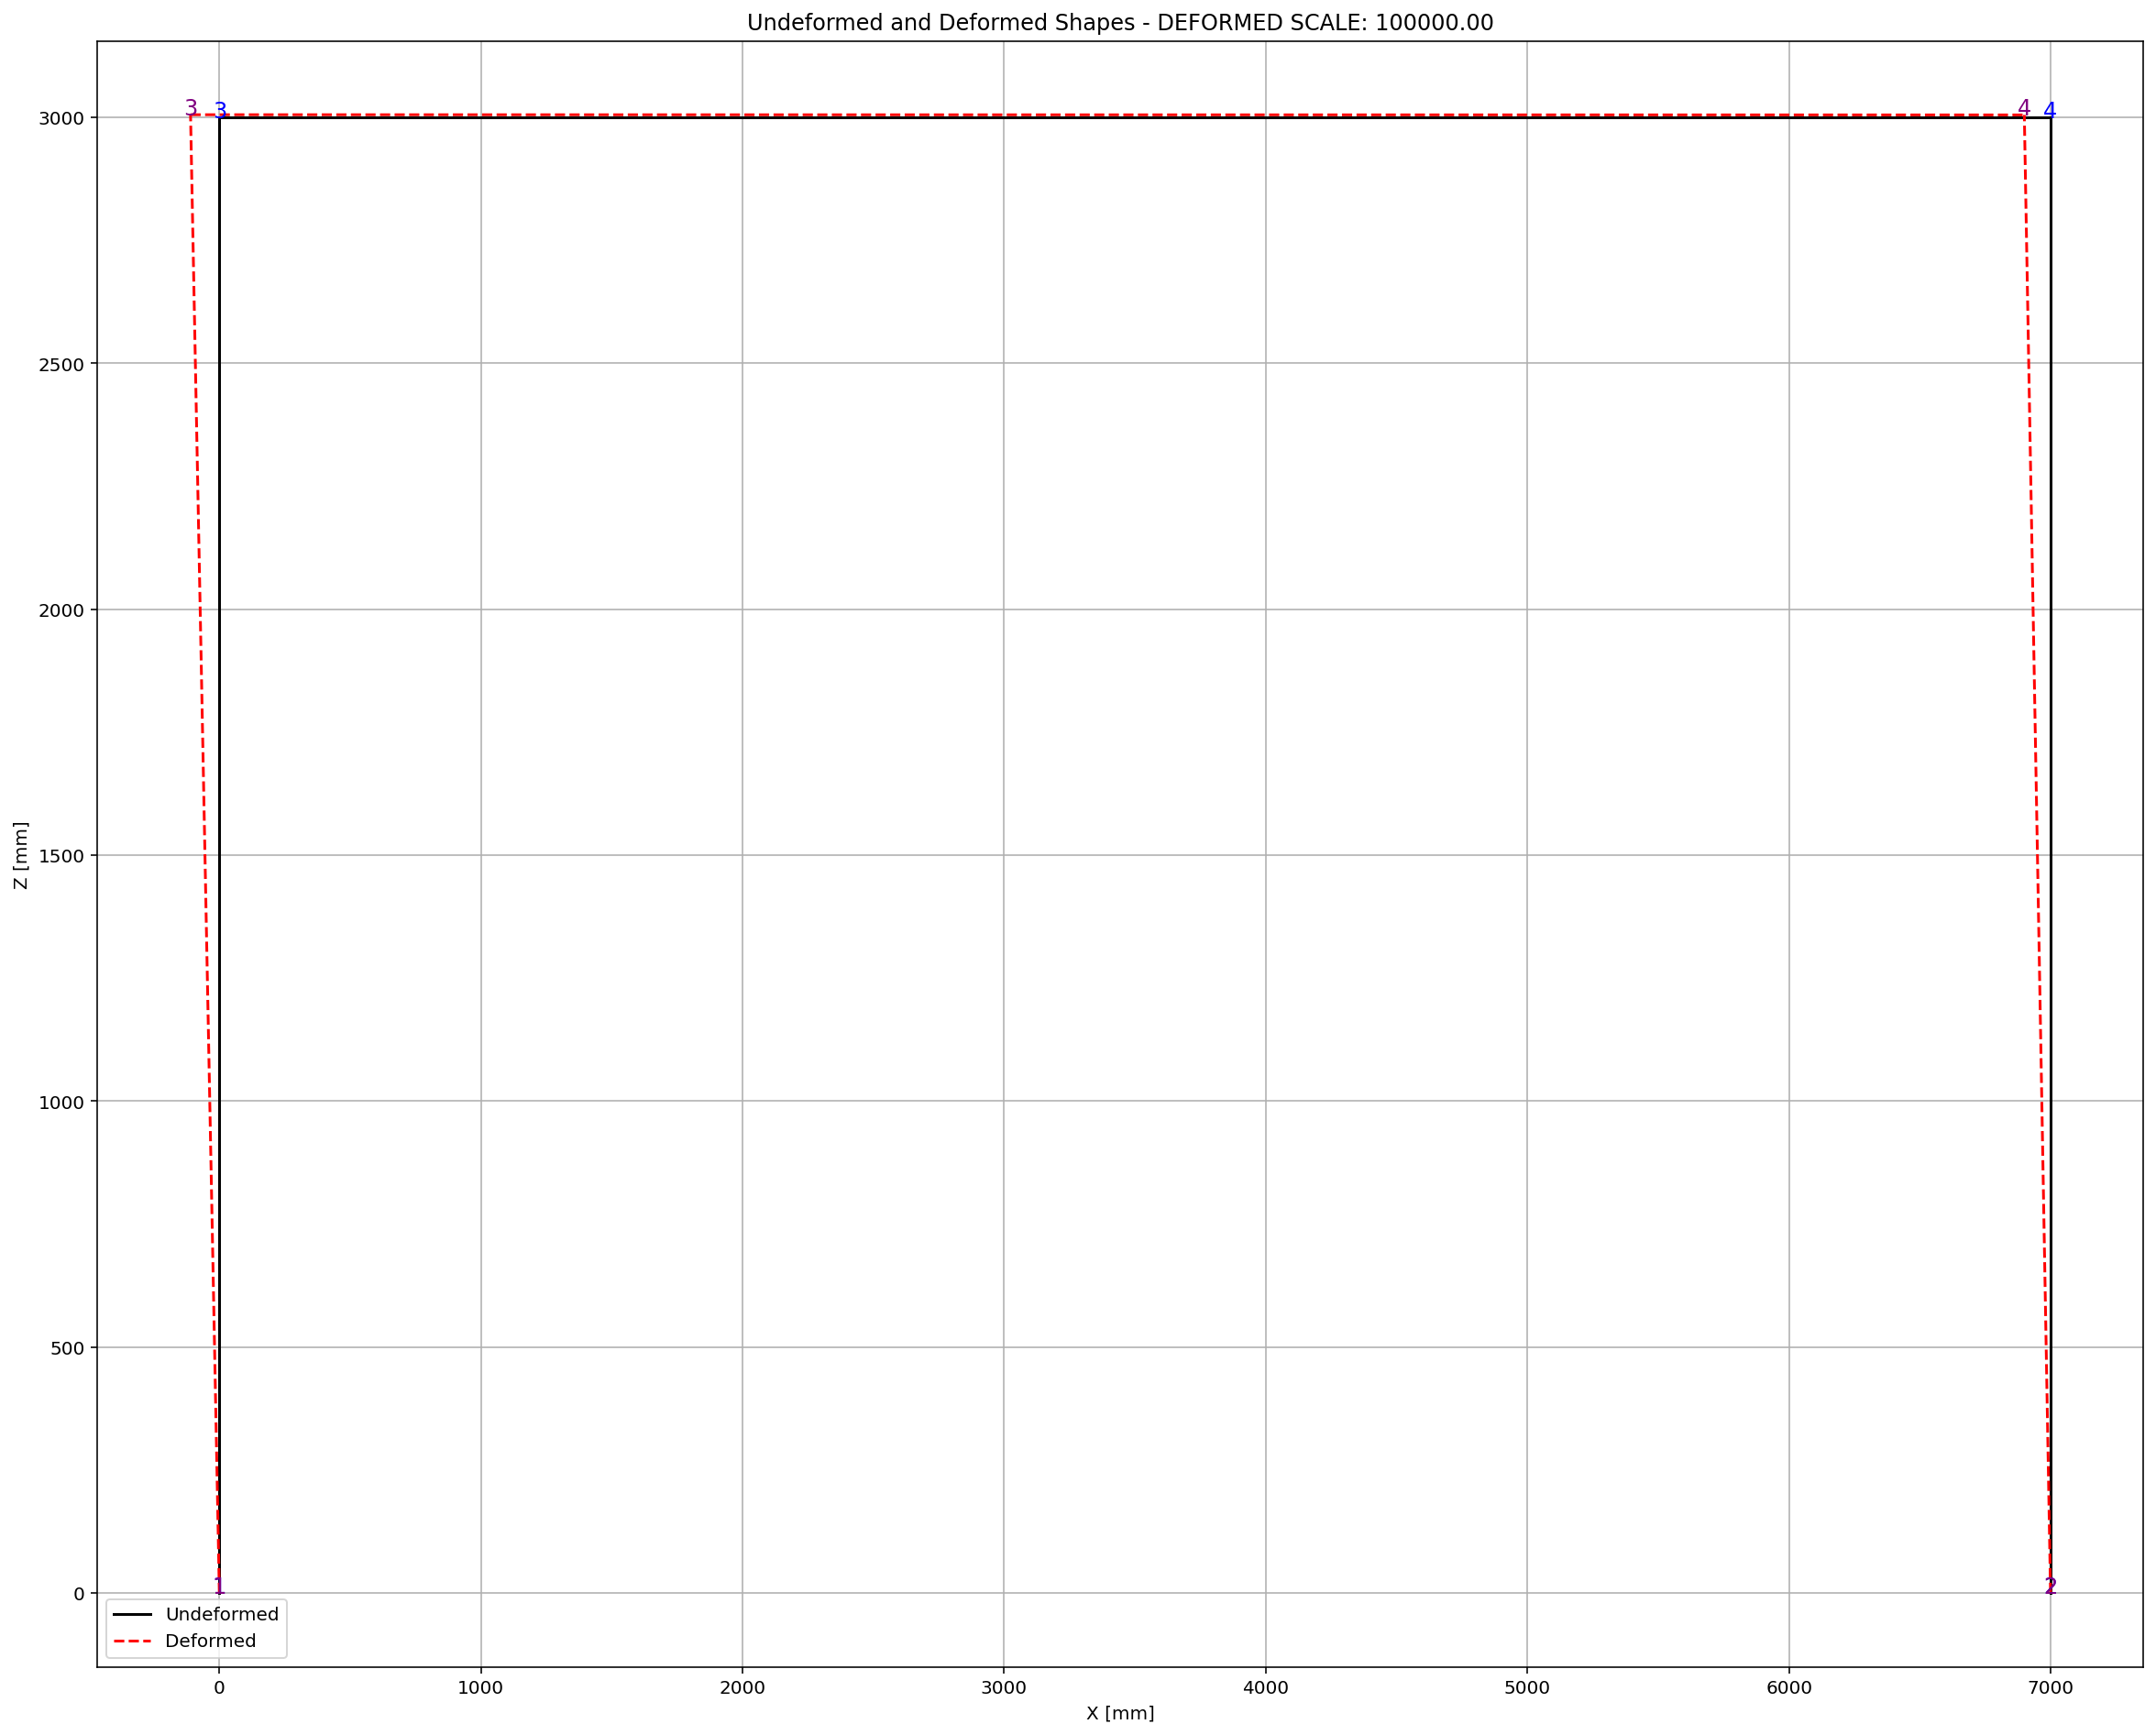 Undeformed and Deformed Shapes - DEFORMED SCALE: 100000.00
3 3 4 4
3000
2500
2000
Z [mm]
1500
1000
500
0
1 2
Undeformed
Deformed
0 1000 2000 3000 4000 5000 6000 7000
X [mm]